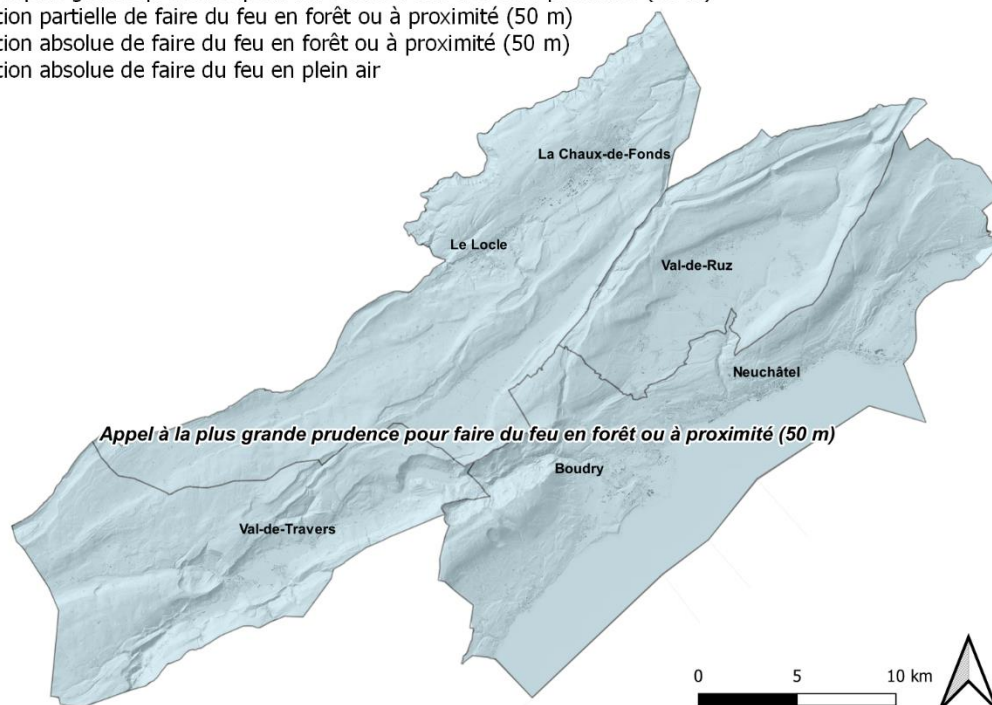 tion partielle de faire du feu en forêt ou à proximité (50 m)
tion absolue de faire du feu en forêt ou à proximité (50 m)
tion absolue de faire du feu en plein air
La Chaux-de-Fonds
Le Locle
Val-de-Ruz
Neuchâtel
Appel à la plus grande prudence pour faire du feu en forêt ou à proximité (50 m)
Boudry
Val-de-Travers
0 5 10 km